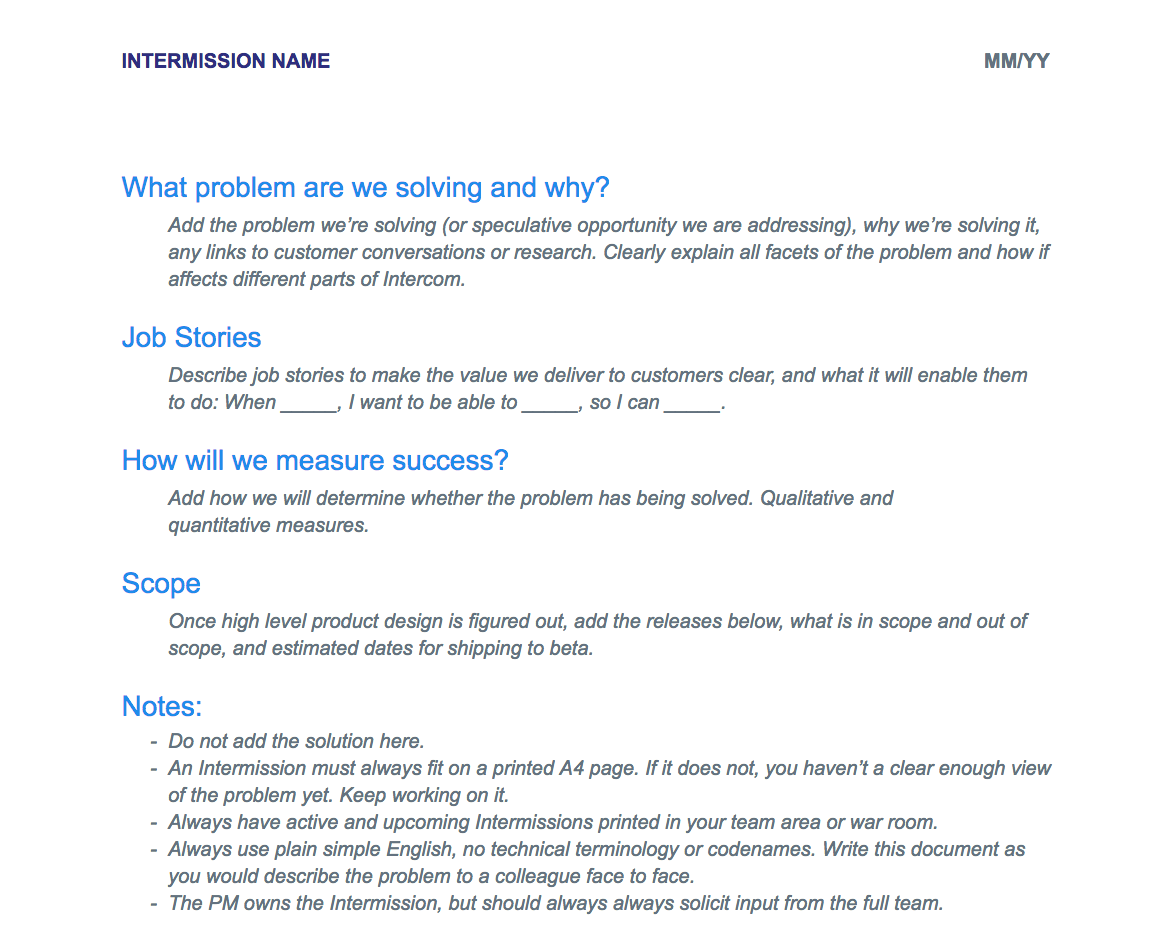 INTERMISSION NAME MM/YY
What problem are we solving and why?
Add the problem we’re solving (or speculative opportunity we are addressing), why we’re solving it,
any links to customer conversations or research. Clearly explain all facets of the problem and how if
affects different parts of Intercom.
Job Stories
Describe job stories to make the value we deliver to customers clear, and what it will enable them
to do: When _____, I want to be able to _____, so I can _____.
How will we measure success?
Add how we will determine whether the problem has being solved. Qualitative and
quantitative measures.
Scope
Once high level product design is figured out, add the releases below, what is in scope and out of
scope, and estimated dates for shipping to beta.
Notes:
- Do not add the solution here.
- An Intermission must always fit on a printed A4 page. If it does not, you haven’t a clear enough view
of the problem yet. Keep working on it.
- Always have active and upcoming Intermissions printed in your team area or war room.
- Always use plain simple English, no technical terminology or codenames. Write this document as
you would describe the problem to a colleague face to face.
- The PM owns the Intermission, but should always always solicit input from the full team.